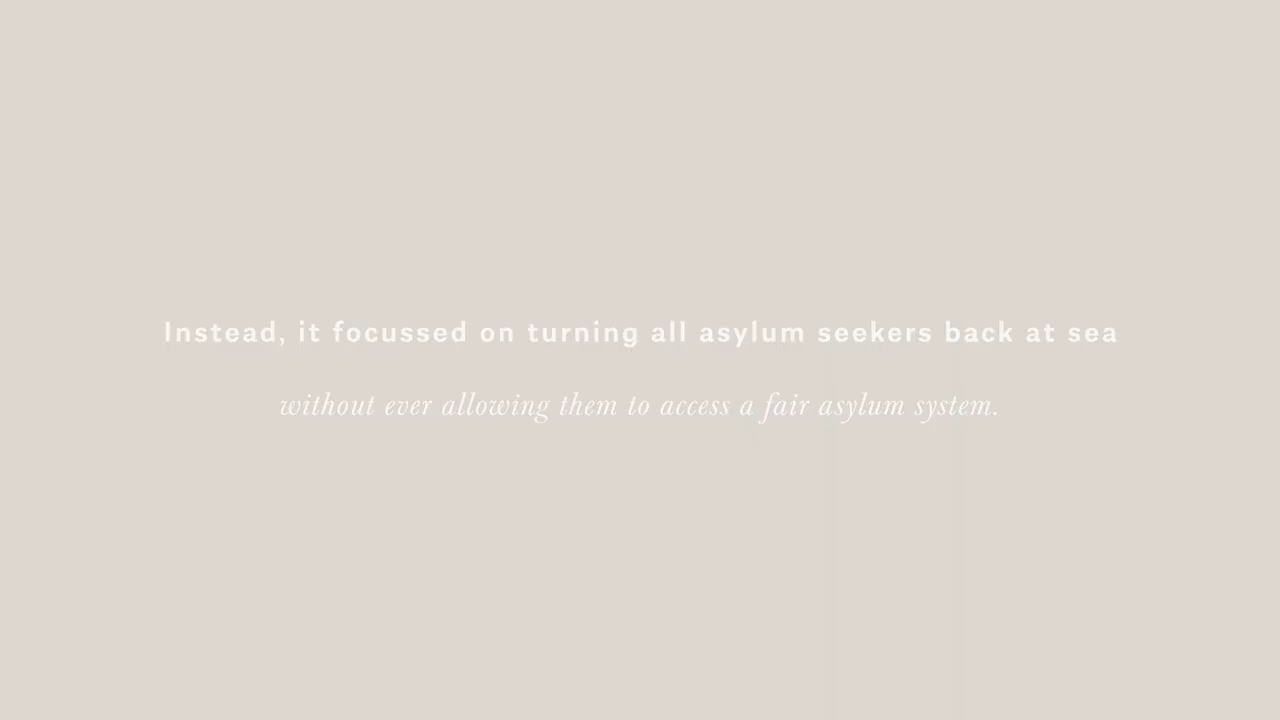 Instead, it focussed on turning all asylum seekers back at sea
without ever allowing them to access a fair asylum system.